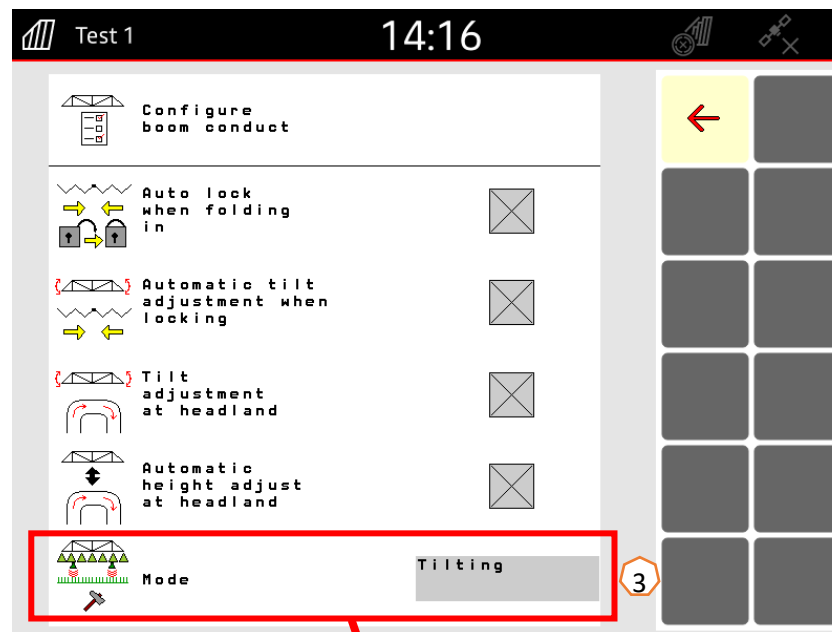 Test 1
14:16
Configure
boom conduct
Auto lock
when folding
in
Automatic tilt
adjustment when
locking
Tilt
adjustment
at headland
Automatic
height adjust
at headland
Mode
Tilting
3